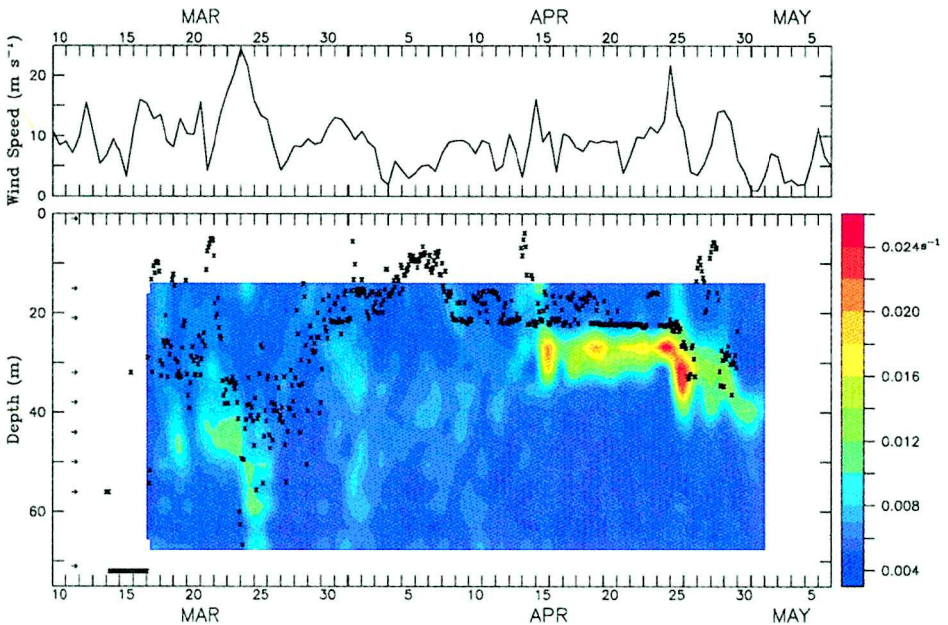 MAR APR MAY
10 15 20 25 30 5 10 15 20 25 30 5
Wind Speed (m s⁻¹)
20
10
0
Depth (m)
0
20
40
60
10 15 20 25 30 5 10 15 20 25 30 5
MAR APR MAY
0.024s⁻¹
0.020
0.016
0.012
0.008
0.004